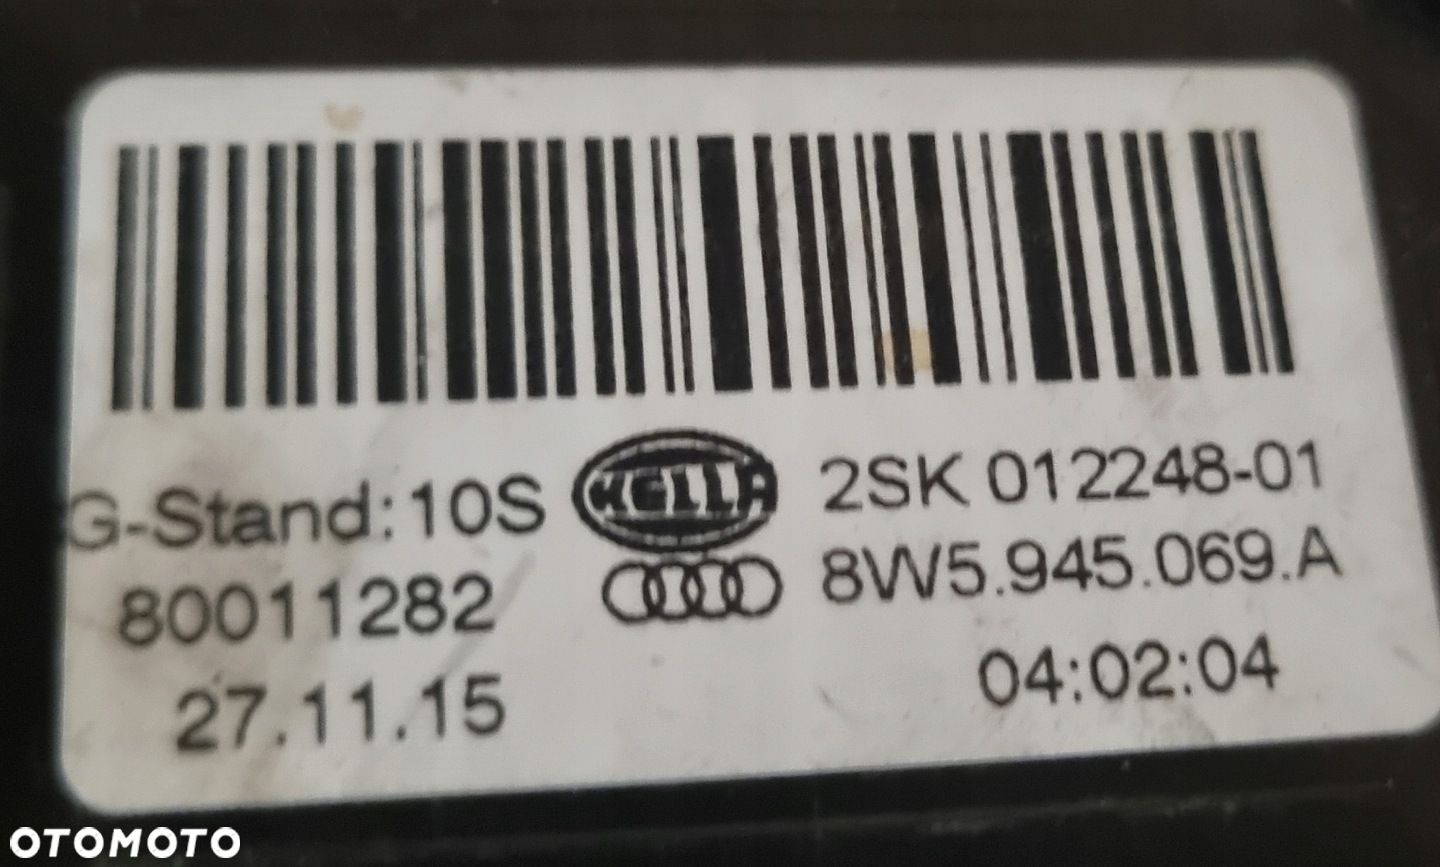 G-Stand:10S
80011282
27.11.15
HELLA
2SK 012248-01
8W5.945.069.A
04:02:04
OTOMOTO